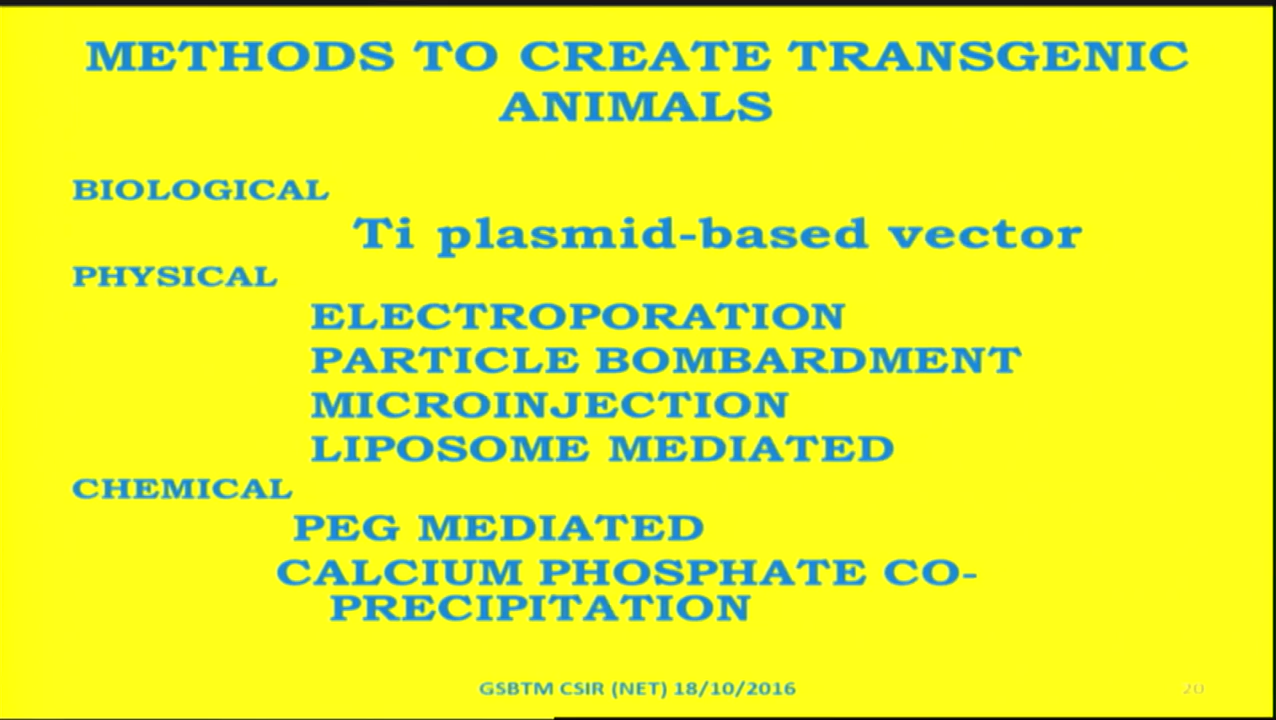 METHODS TO CREATE TRANSGENIC
ANIMALS
BIOLOGICAL
Ti plasmid-based vector
PHYSICAL
ELECTROPORATION
PARTICLE BOMBARDMENT
MICROINJECTION
LIPOSOME MEDIATED
CHEMICAL
PEG MEDIATED
CALCIUM PHOSPHATE CO-
PRECIPITATION
GSBTM CSIR (NET) 18/10/2016
20